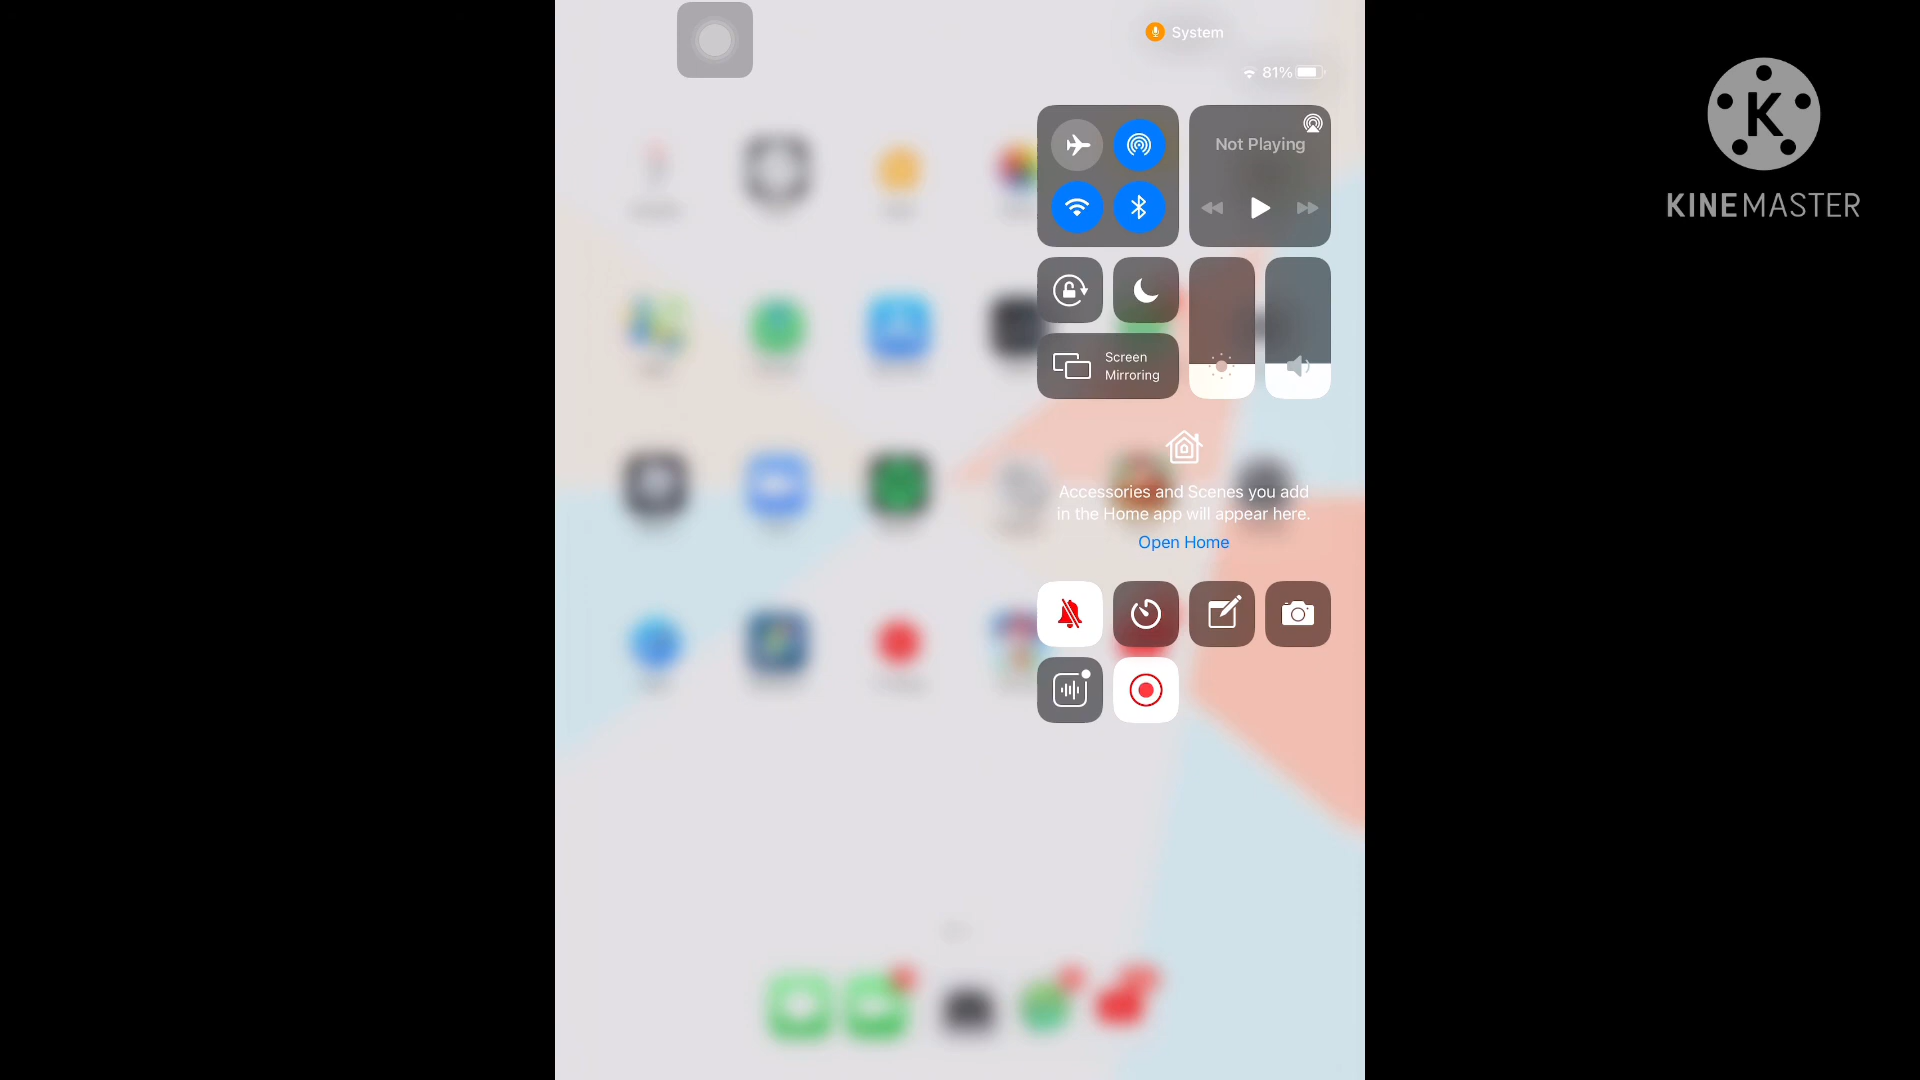 System
81%
Not Playing
Screen
Mirroring
Accessories and Scenes you add
in the Home app will appear here.
Open Home
K
KINEMASTER